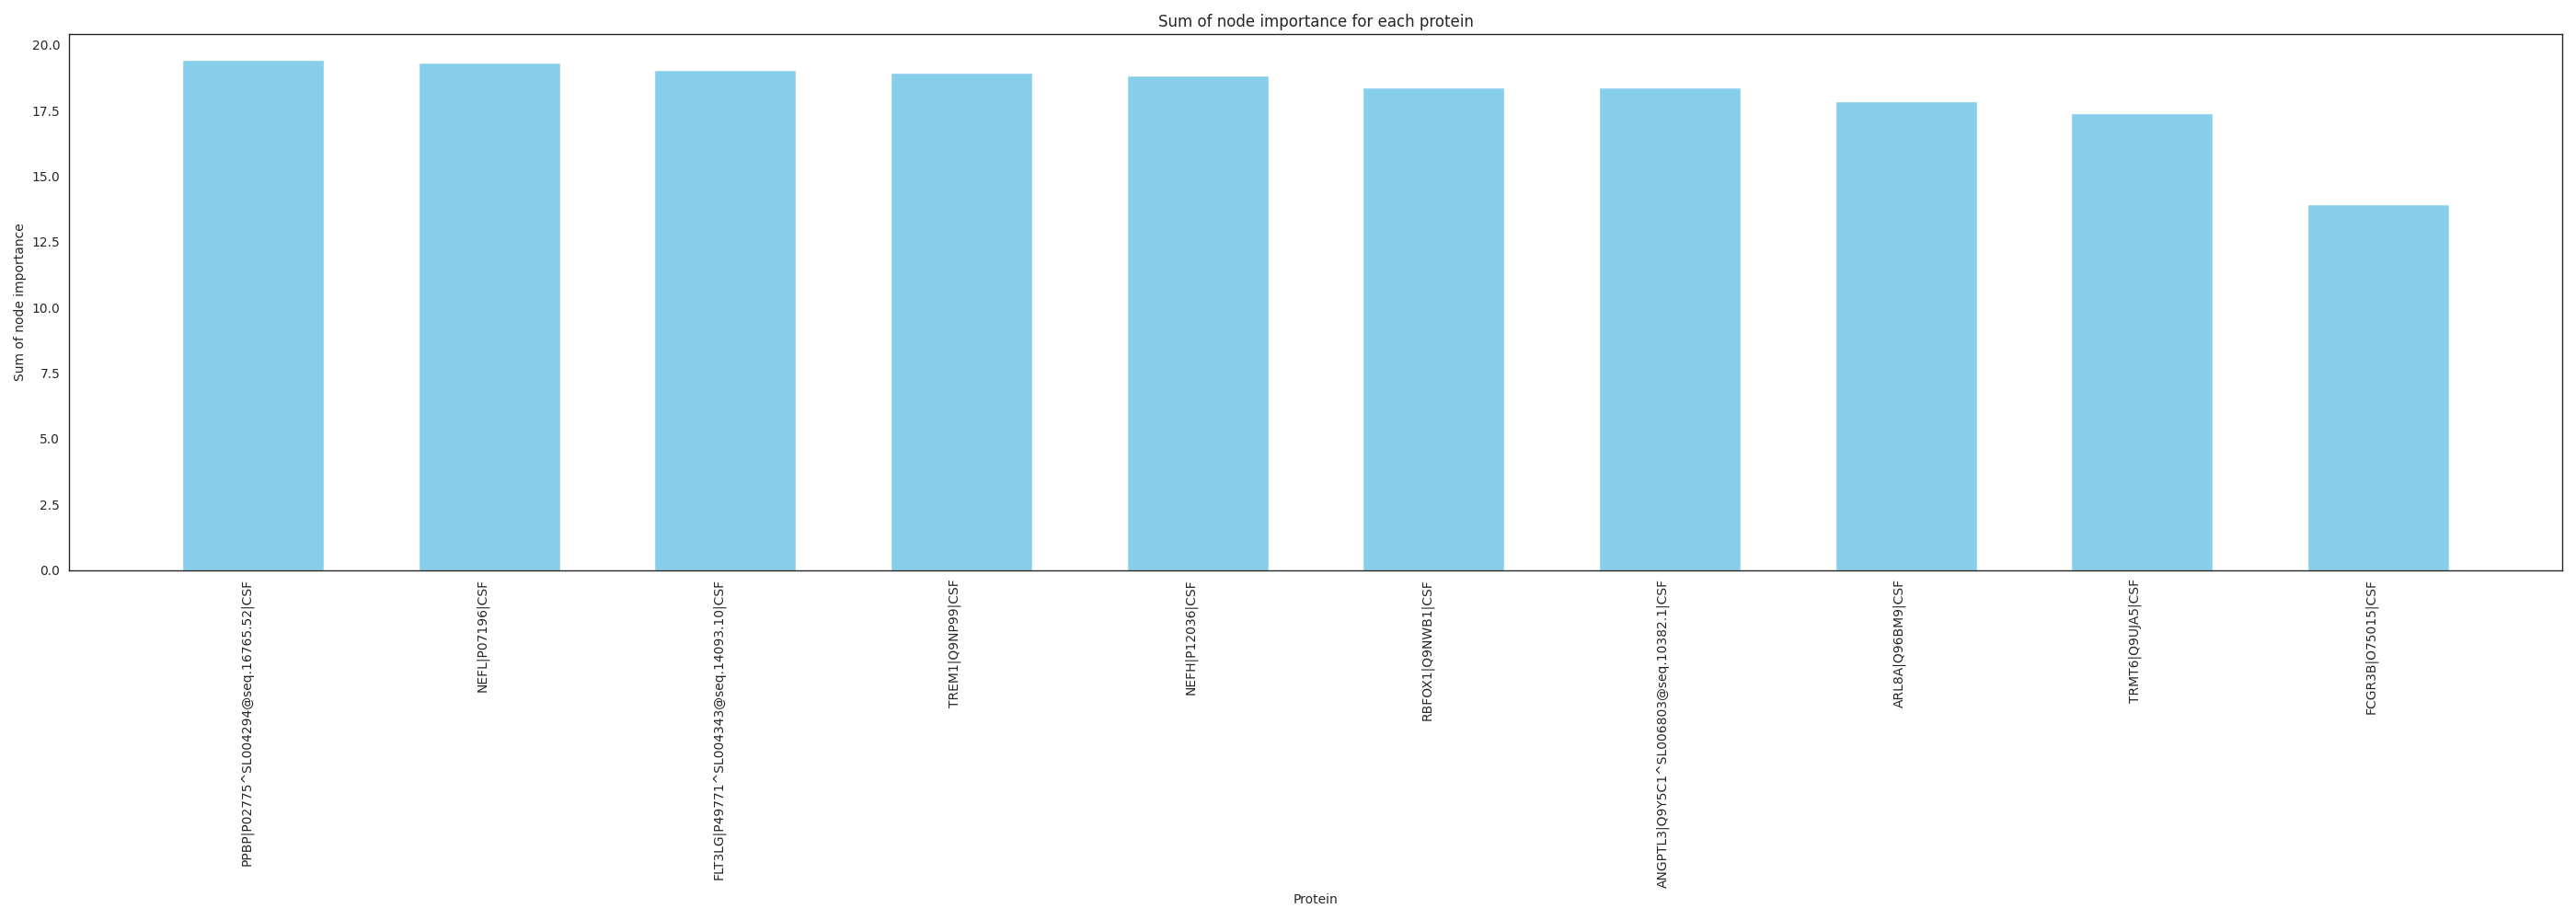 Sum of node importance for each protein
Sum of node importance
20.0
17.5
15.0
12.5
10.0
7.5
5.0
2.5
0.0
PPBP|P02775^SL004294@seq.16765.52|CSF
NEFL|P07196|CSF
FLT3LG|P49771^SL004343@seq.14093.10|CSF
TREM1|Q9NP99|CSF
NEFH|P12036|CSF
RBFOX1|Q9NWB1|CSF
ANGPTL3|Q9Y5C1^SL006803@seq.10382.1|CSF
ARL8A|Q96BM9|CSF
TRMT6|Q9UJA5|CSF
FCGR3B|O75015|CSF
Protein